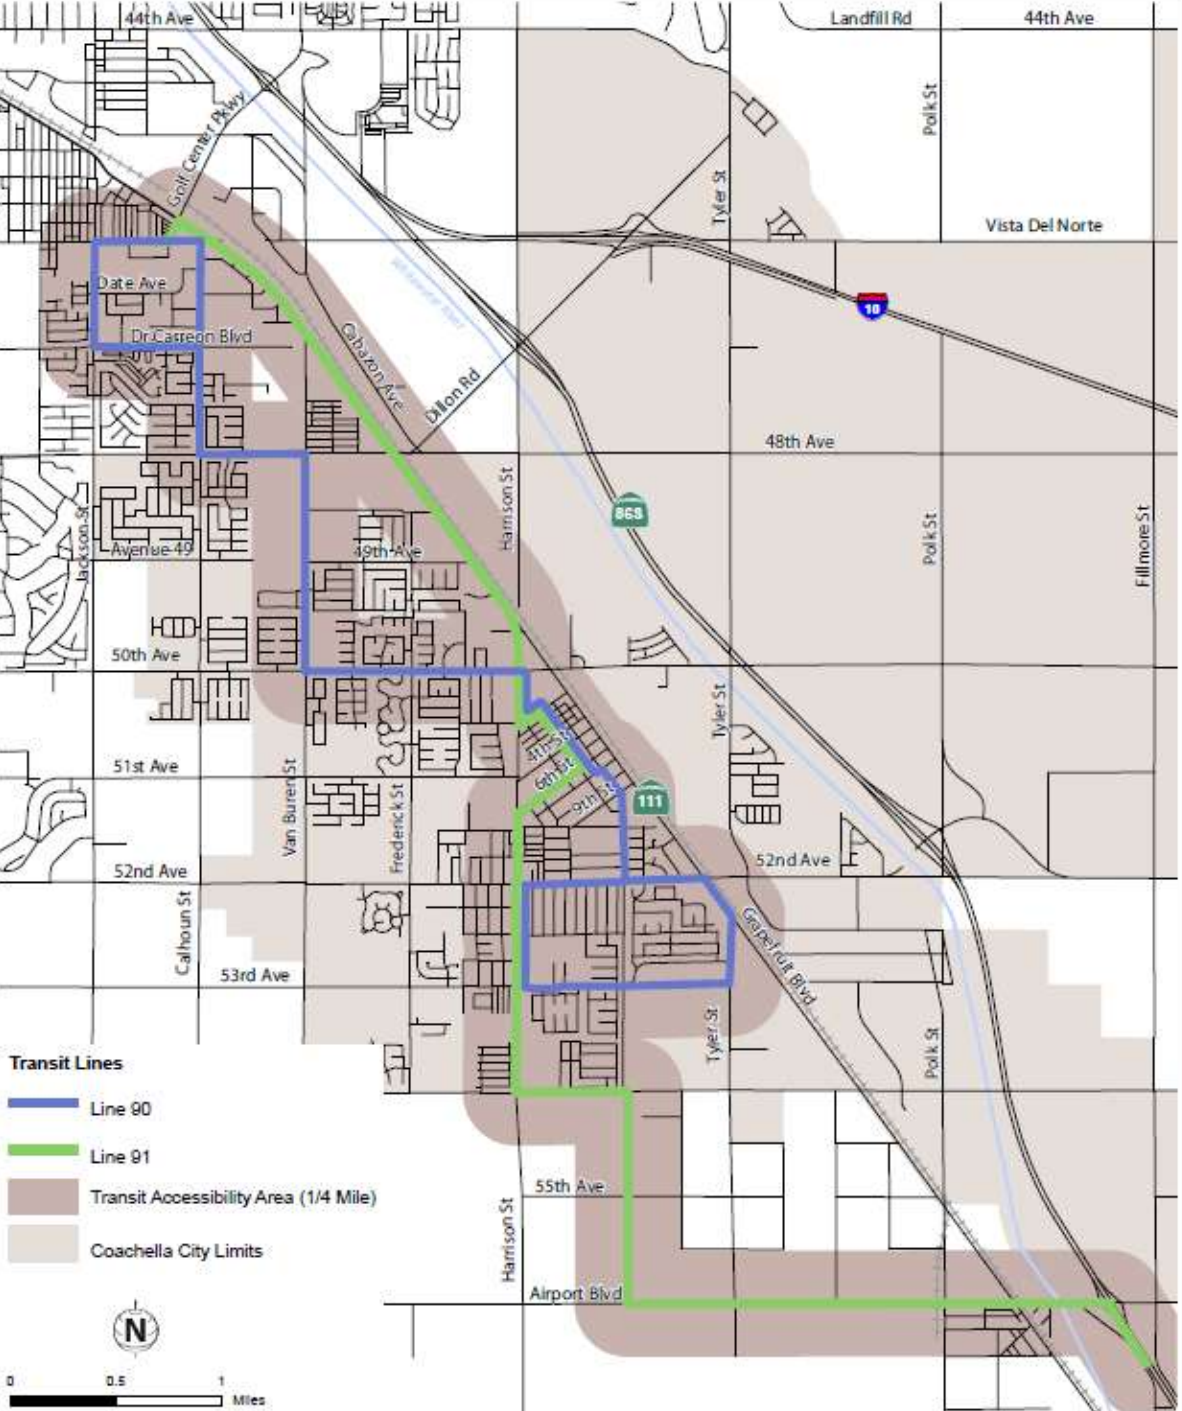 44th Ave
Landfill Rd
44th Ave
Golf Center Pkwy
Polk St
Tyler St
Vista Del Norte
Date Ave
Whitewater River
10
Dr Carreon Blvd
Cabazon Ave
Dillon Rd
48th Ave
Harrison St
86S
Jackson St
Avenue 49
49th Ave
Polk St
Fillmore St
50th Ave
Tyler St
4th St
51st Ave
6th St
9th St
111
Van Buren St
Frederick St
52nd Ave
52nd Ave
Calhoun St
Grapefruit Blvd
53rd Ave
Tyler St
Polk St
Transit Lines
Line 90
Line 91
Transit Accessibility Area (1/4 Mile)
55th Ave
Harrison St
Coachella City Limits
Airport Blvd
N
0 0.5 1
Miles